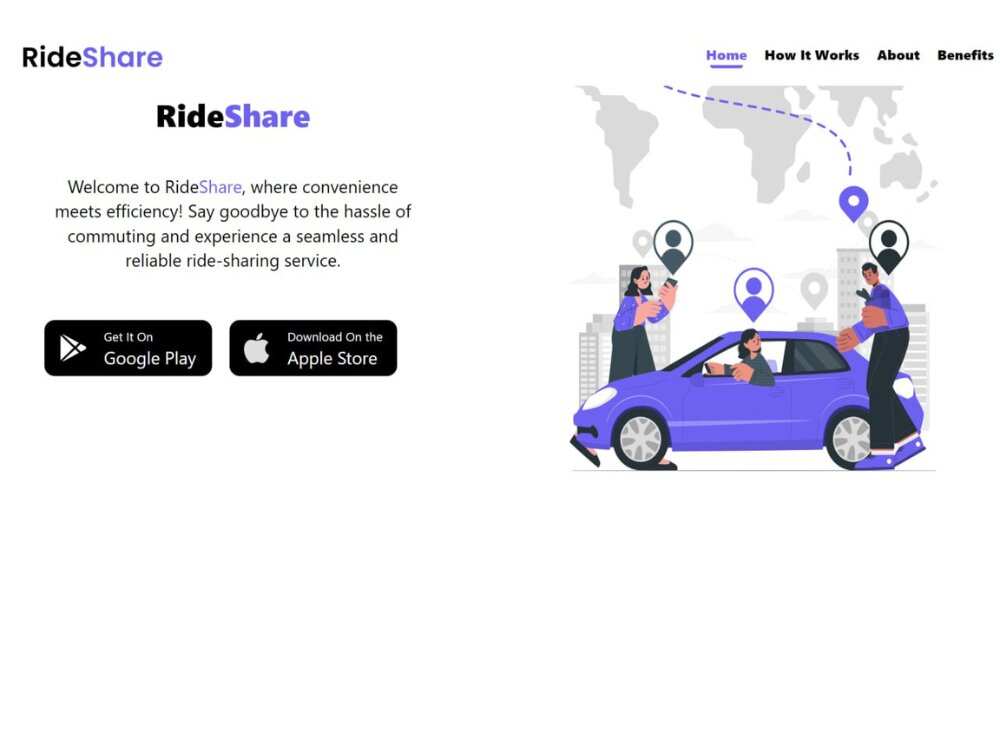 RideShare
Home How It Works About Benefits
RideShare
Welcome to RideShare, where convenience
meets efficiency! Say goodbye to the hassle of
commuting and experience a seamless and
reliable ride-sharing service.
Get It On
Google Play
Download On the
Apple Store